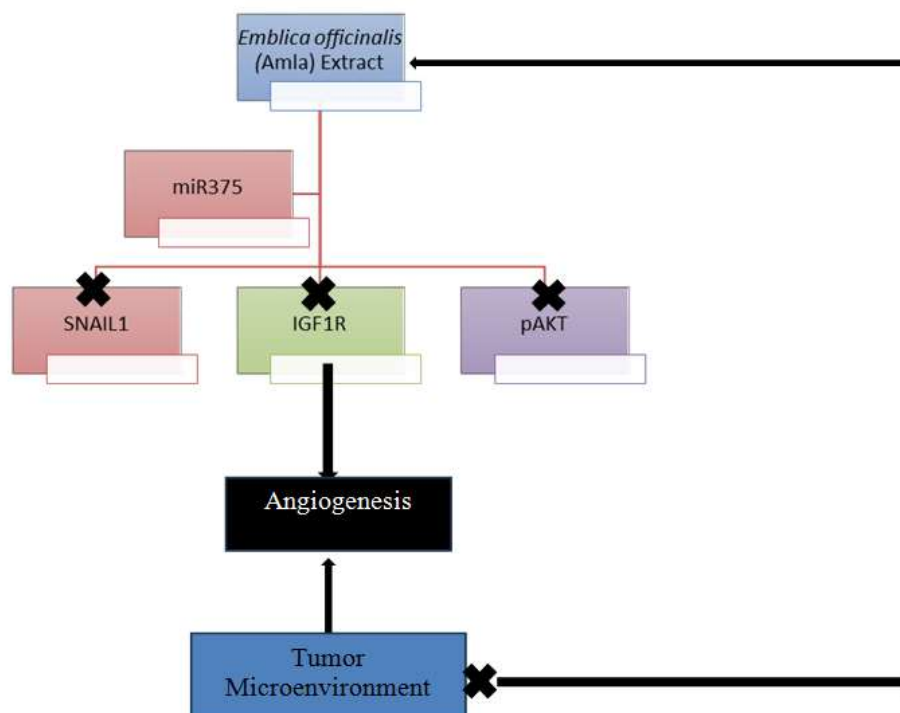 Emblica officinalis
(Amla) Extract
miR375
SNAIL1
IGF1R
pAKT
Angiogenesis
Tumor
Microenvironment